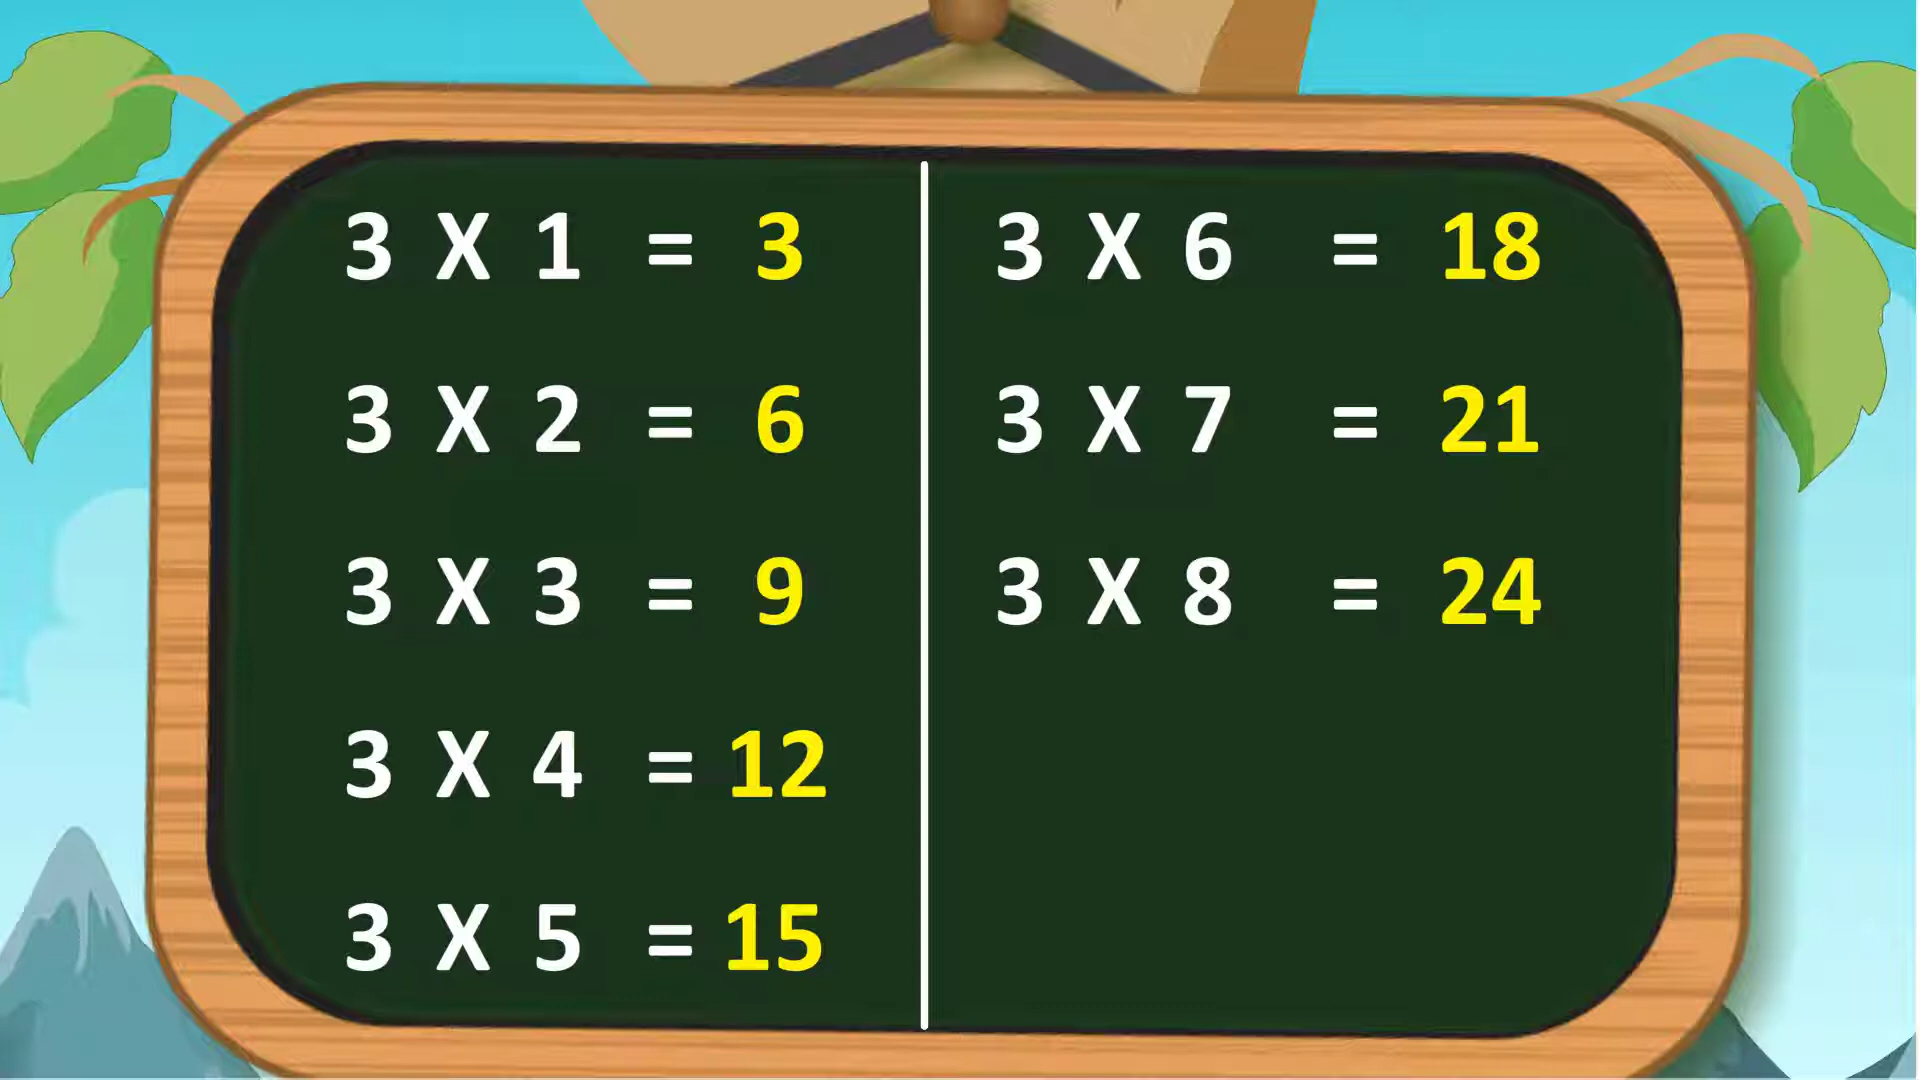 3 X 1 = 3
3 X 2 = 6
3 X 3 = 9
3 X 4 = 12
3 X 5 = 15
3 X 6 = 18
3 X 7 = 21
3 X 8 = 24